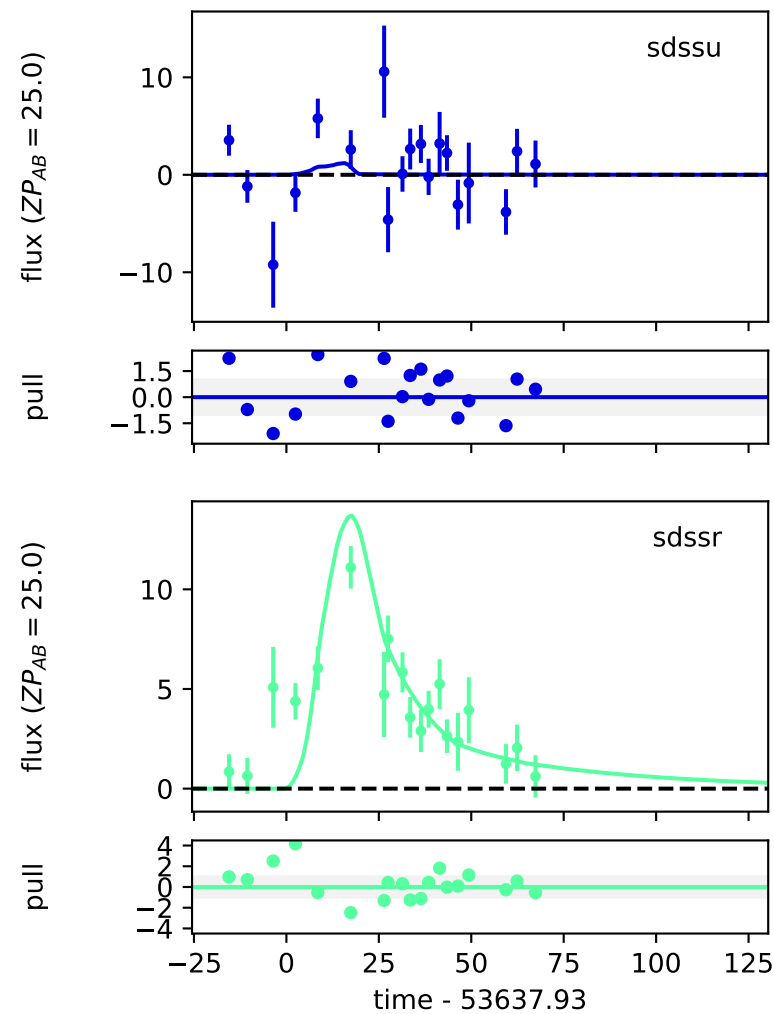 sdssu
flux (ZP_AB = 25.0)
10
0
−10
pull
1.5
0.0
−1.5
sdssr
flux (ZP_AB = 25.0)
10
5
0
pull
4
2
0
−2
−4
−25 0 25 50 75 100 125
time - 53637.93